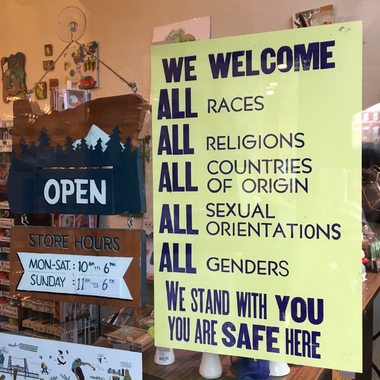 WE WELCOME
ALL RACES
ALL RELIGIONS
ALL COUNTRIES
OF ORIGIN
ALL SEXUAL
ORIENTATIONS
ALL GENDERS
WE STAND WITH YOU
YOU ARE SAFE HERE
OPEN
STORE HOURS
MON-SAT. : 10AM TO 6PM
SUNDAY : 11AM TO 6PM